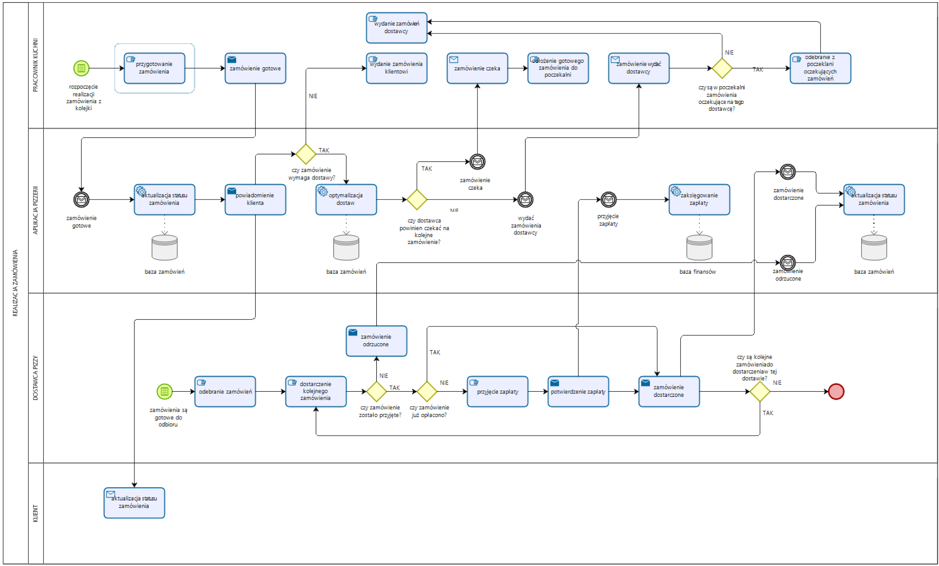 REALIZACJA ZAMÓWIENIA
PRACOWNIK KUCHNI
rozpoczęcie
realizacji
zamówienia z
kolejki
przygotowanie
zamówienia
zamówienie gotowe
wydanie zamówień
dostawcy
wydanie zamówienia
klientowi
zamówienie czeka
odłożenie gotowego
zamówienia do
poczekalni
zamówienie wydać
dostawcy
czy są w poczekalni
zamówienia
oczekujące na tego
dostawcę?
NIE
TAK
odebranie z
poczeklani
oczekujących
zamówień
NIE
APLIKACJA PIZZERII
zamówienie
gotowe
aktualizacja statusu
zamówienia
baza zamówień
powiadomienie
klienta
TAK
czy zamówienie
wymaga dostawy?
optymalizacja
dostaw
baza zamówień
TAK
NIE
czy dostawca
powinien czekać na
kolejne
zamówienie?
zamówienie
czeka
wydać
zamówienia
dostawcy
przyjęcie
zapłaty
zaksięgowanie
zapłaty
baza finansów
zamówienie
dostarczone
zamówienie
odrzucone
aktualizacja statusu
zamówienia
baza zamówień
DOSTAWCA PIZZY
zamówienia są
gotowe do
odbioru
odebranie zamówień
dostarczenie
kolejnego
zamówienia
zamówienie
odrzucone
NIE
TAK
czy zamówienie
zostało przyjęte?
TAK
NIE
czy zamówienie
już opłacono?
przyjęcie zapłaty
potwierdzenie zapłaty
zamówienie
dostarczone
czy są kolejne
zamówieniado
dostarczeniaw tej
dostawie?
NIE
TAK
KLIENT
aktualizacja statusu
zamówienia